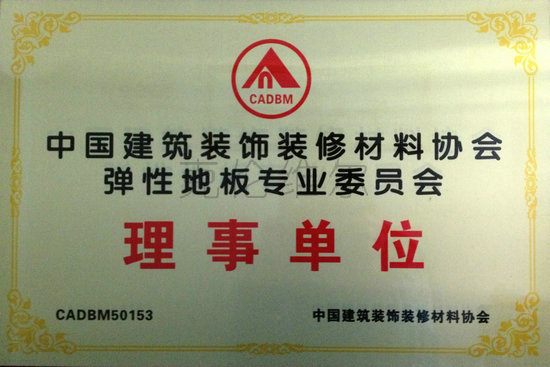 CADBM
中国建筑装饰装修材料协会
弹性地板专业委员会
理事单位
CADBM50153
中国建筑装饰装修材料协会